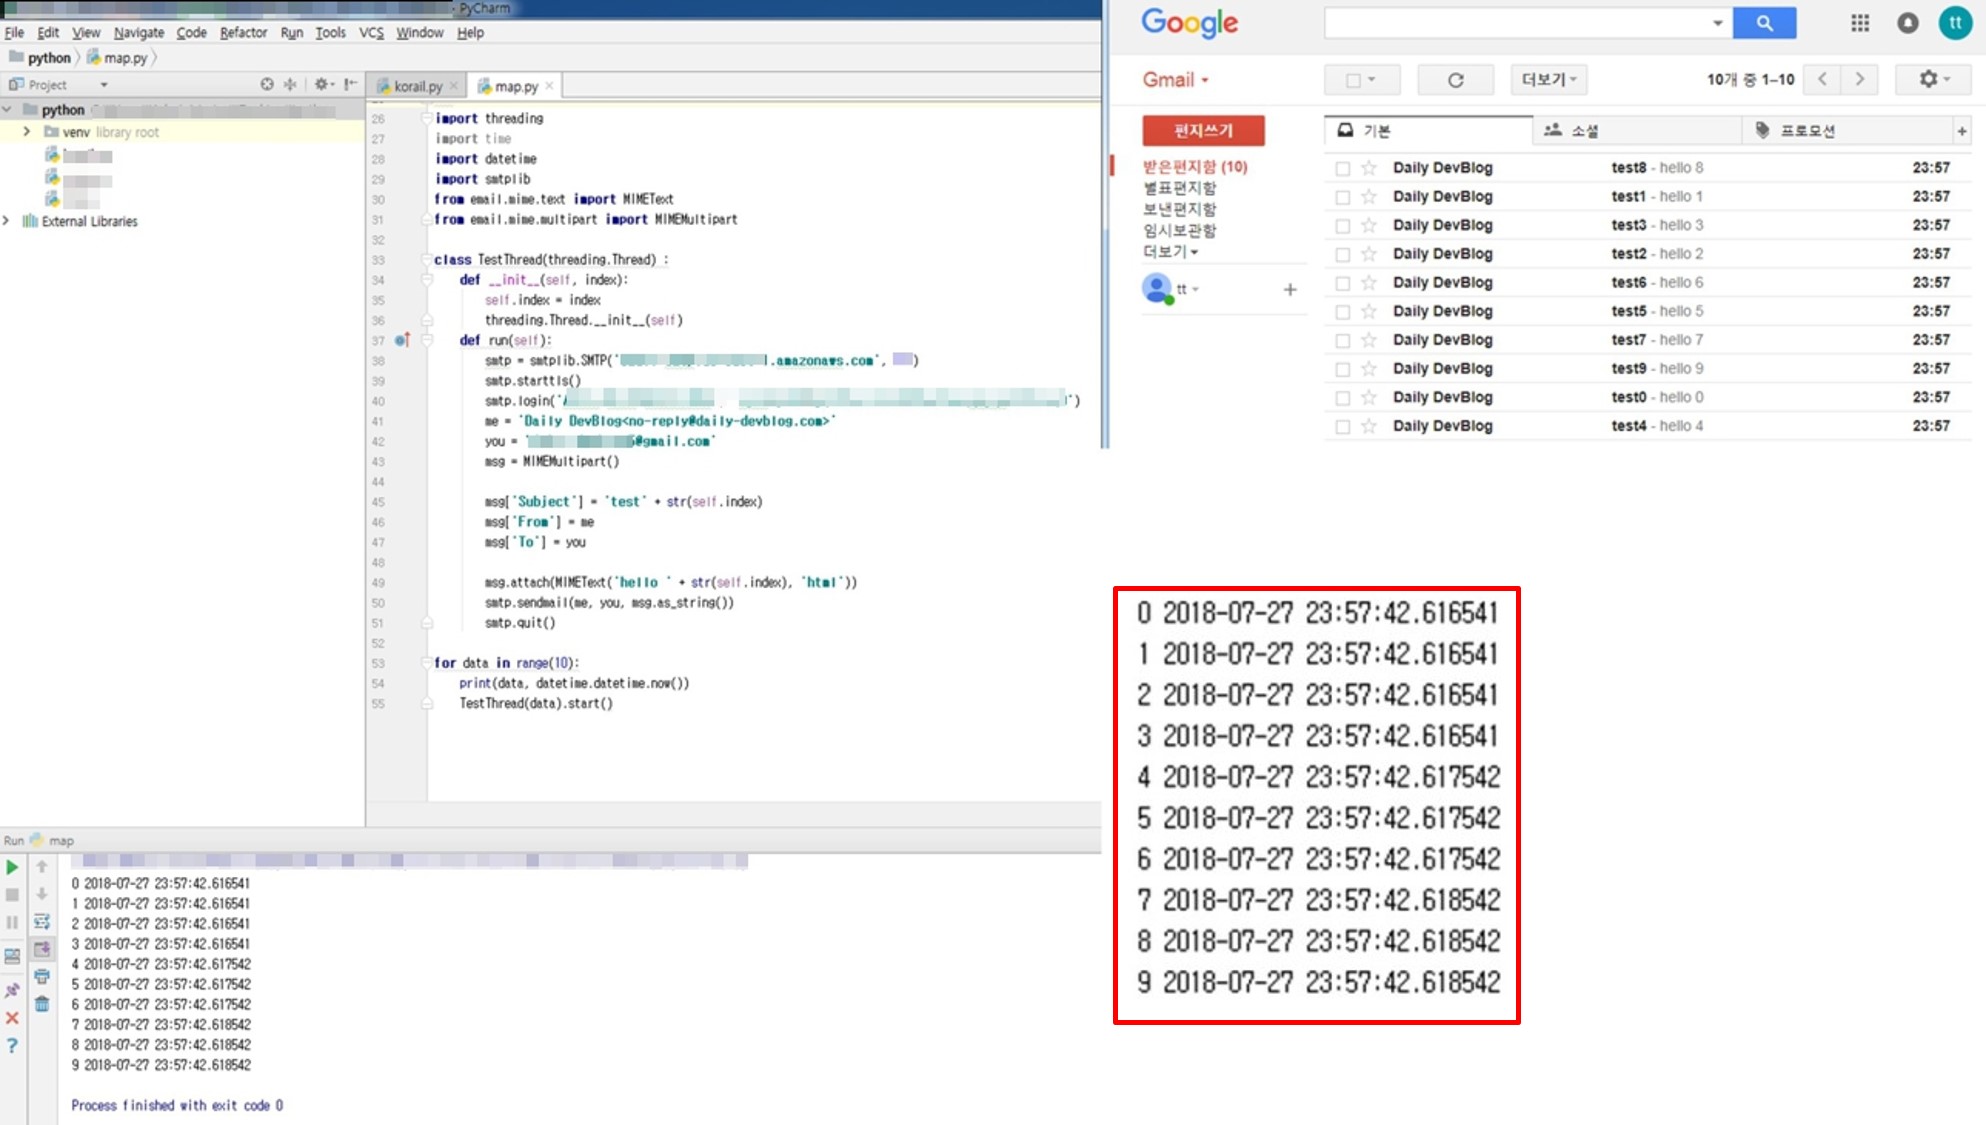 PyCharm
File Edit View Navigate Code Refactor Run Tools VCS Window Help
python map.py
Project
python
venv library root
External Libraries
korail.py map.py
26 import threading
27 import time
28 import datetime
29 import smtplib
30 from email.mime.text import MIMEText
31 from email.mime.multipart import MIMEMultipart
32
33 class TestThread(threading.Thread) :
34 def __init__(self, index):
35 self.index = index
36 threading.Thread.__init__(self)
37 def run(self):
38 smtp = smtplib.SMTP('.amazonaws.com', )
39 smtp.starttls()
40 smtp.login(' ')
41 me = 'Daily DevBlog<no-reply@daily-devblog.com>'
42 you = ' @gmail.com'
43 msg = MIMEMultipart()
44
45 msg['Subject'] = 'test' + str(self.index)
46 msg['From'] = me
47 msg['To'] = you
48
49 msg.attach(MIMEText('hello ' + str(self.index), 'html'))
50 smtp.sendmail(me, you, msg.as_string())
51 smtp.quit()
52
53 for data in range(10):
54 print(data, datetime.datetime.now())
55 TestThread(data).start()
Run map
0 2018-07-27 23:57:42.616541
1 2018-07-27 23:57:42.616541
2 2018-07-27 23:57:42.616541
3 2018-07-27 23:57:42.616541
4 2018-07-27 23:57:42.617542
5 2018-07-27 23:57:42.617542
6 2018-07-27 23:57:42.617542
7 2018-07-27 23:57:42.618542
8 2018-07-27 23:57:42.618542
9 2018-07-27 23:57:42.618542
Process finished with exit code 0
Google
tt
Gmail
더보기
10개 중 1–10
편지쓰기
받은편지함 (10)
별표편지함
보낸편지함
임시보관함
더보기
tt +
기본 소셜 프로모션 +
Daily DevBlog test8 - hello 8 23:57
Daily DevBlog test1 - hello 1 23:57
Daily DevBlog test3 - hello 3 23:57
Daily DevBlog test2 - hello 2 23:57
Daily DevBlog test6 - hello 6 23:57
Daily DevBlog test5 - hello 5 23:57
Daily DevBlog test7 - hello 7 23:57
Daily DevBlog test9 - hello 9 23:57
Daily DevBlog test0 - hello 0 23:57
Daily DevBlog test4 - hello 4 23:57
0 2018-07-27 23:57:42.616541
1 2018-07-27 23:57:42.616541
2 2018-07-27 23:57:42.616541
3 2018-07-27 23:57:42.616541
4 2018-07-27 23:57:42.617542
5 2018-07-27 23:57:42.617542
6 2018-07-27 23:57:42.617542
7 2018-07-27 23:57:42.618542
8 2018-07-27 23:57:42.618542
9 2018-07-27 23:57:42.618542